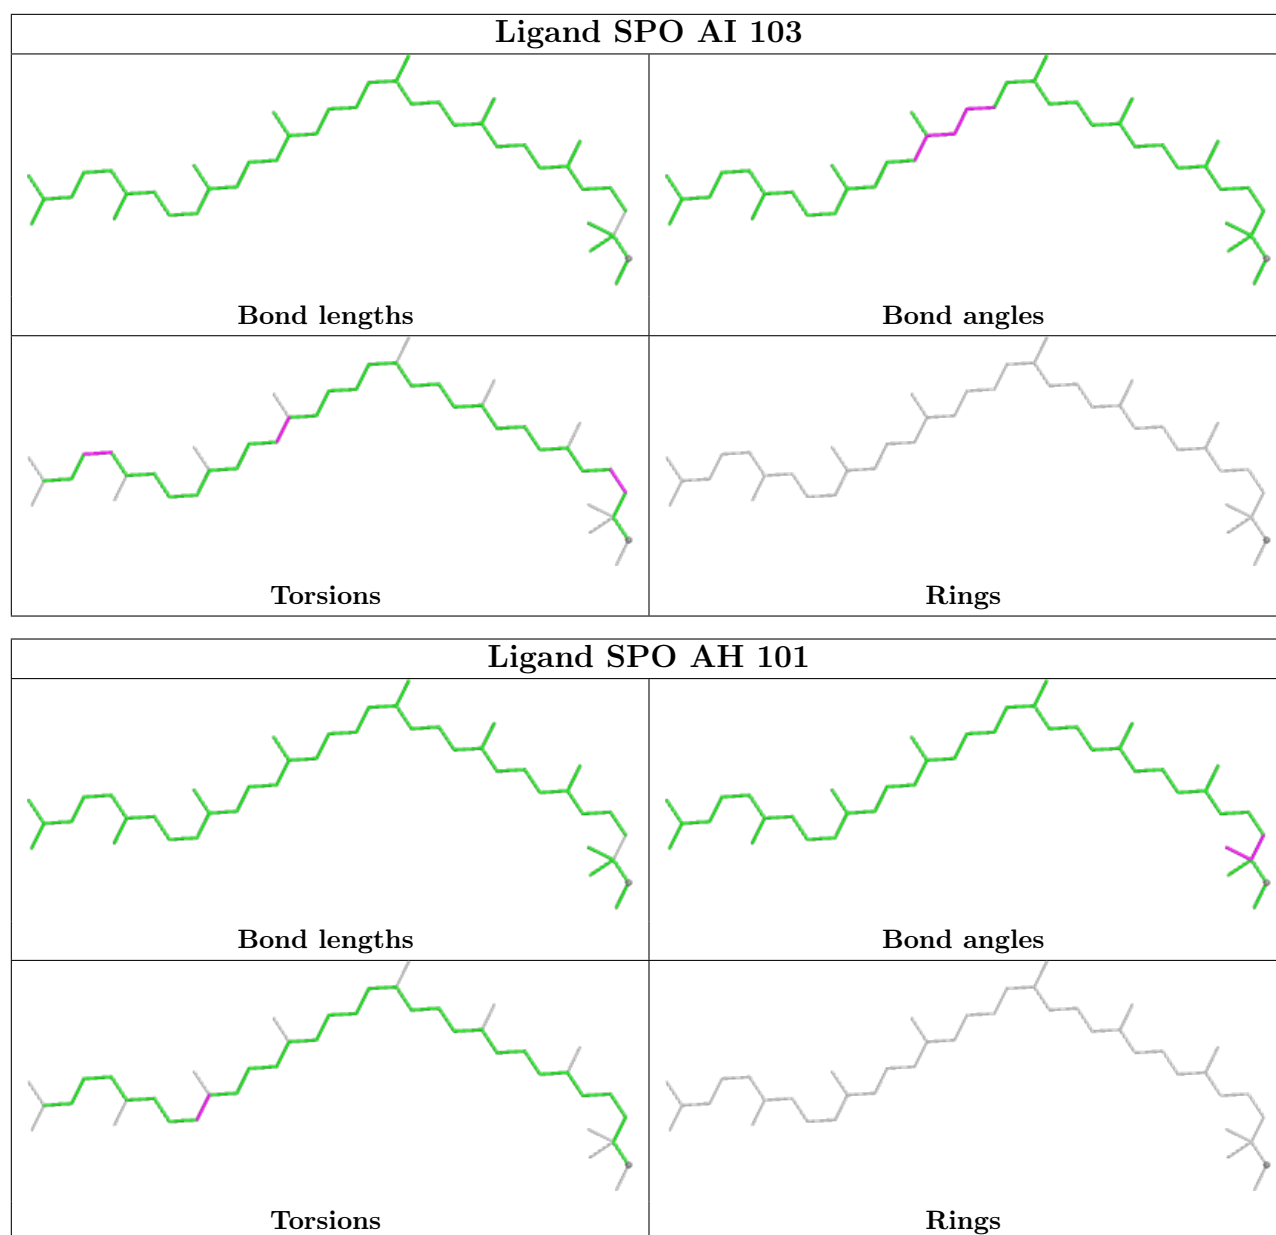 Ligand SPO AI 103
Bond lengths
Bond angles
Torsions
Rings
Ligand SPO AH 101
Bond lengths
Bond angles
Torsions
Rings